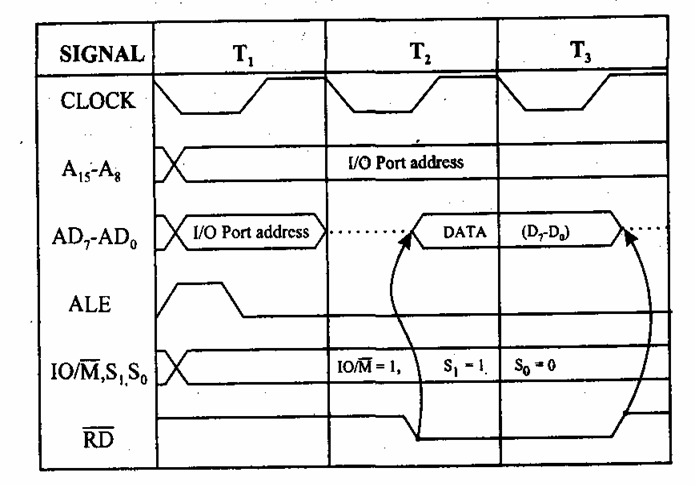 SIGNAL T₁ T₂ T₃
CLOCK
A₁₅-A₈ I/O Port address
AD₇-AD₀ I/O Port address DATA (D₇-D₀)
ALE
IO/M̅,S₁,S₀ IO/M̅ = 1, S₁ = 1 S₀ = 0
R̅D̅